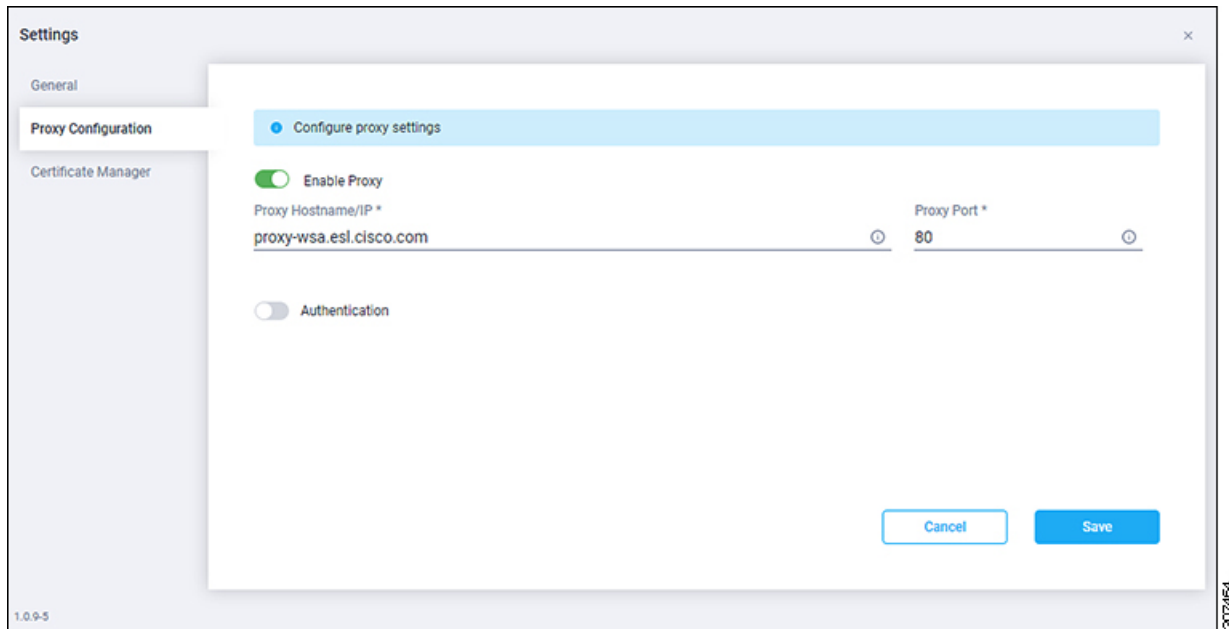 Settings
×
General
Proxy Configuration
Certificate Manager
Configure proxy settings
Enable Proxy
Proxy Hostname/IP *
proxy-wsa.esl.cisco.com
Proxy Port *
80
Authentication
Cancel
Save
1.0.9-5